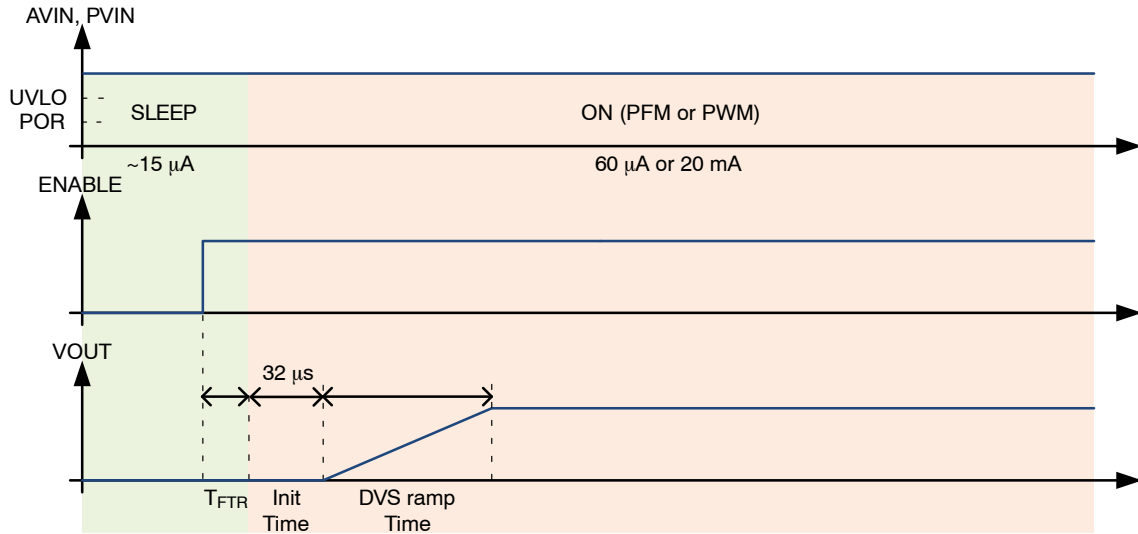 AVIN, PVIN
UVLO
POR
SLEEP
ON (PFM or PWM)
~15 μA
60 μA or 20 mA
ENABLE
VOUT
32 μs
TFTR
Init
Time
DVS ramp
Time